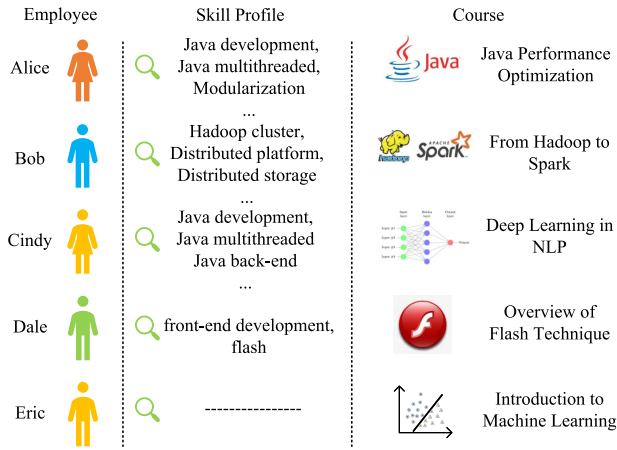 Employee
Skill Profile
Course
Alice
Java development,
Java multithreaded,
Modularization
...
Java
Java Performance
Optimization
Bob
Hadoop cluster,
Distributed platform,
Distributed storage
...
hadoop
APACHE
Spark
From Hadoop to
Spark
Cindy
Java development,
Java multithreaded
Java back-end
...
Deep Learning in
NLP
Dale
front-end development,
flash
Overview of
Flash Technique
Eric
----------------
Introduction to
Machine Learning